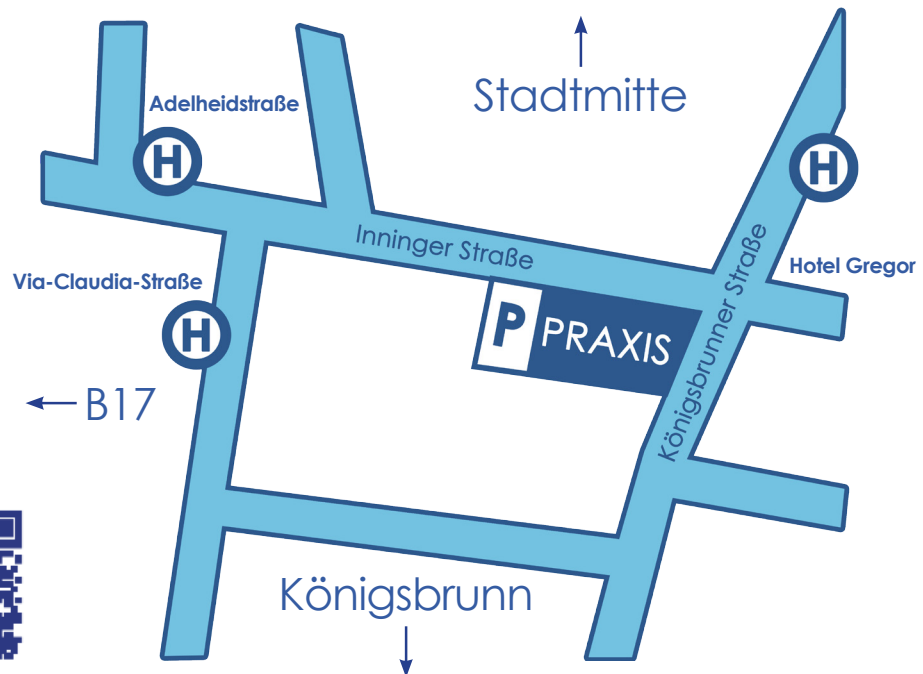 Stadtmitte
Adelheidstraße
H
H
Inninger Straße
Königsbrunner Straße
Hotel Gregor
Via-Claudia-Straße
H
P PRAXIS
B17
Königsbrunn